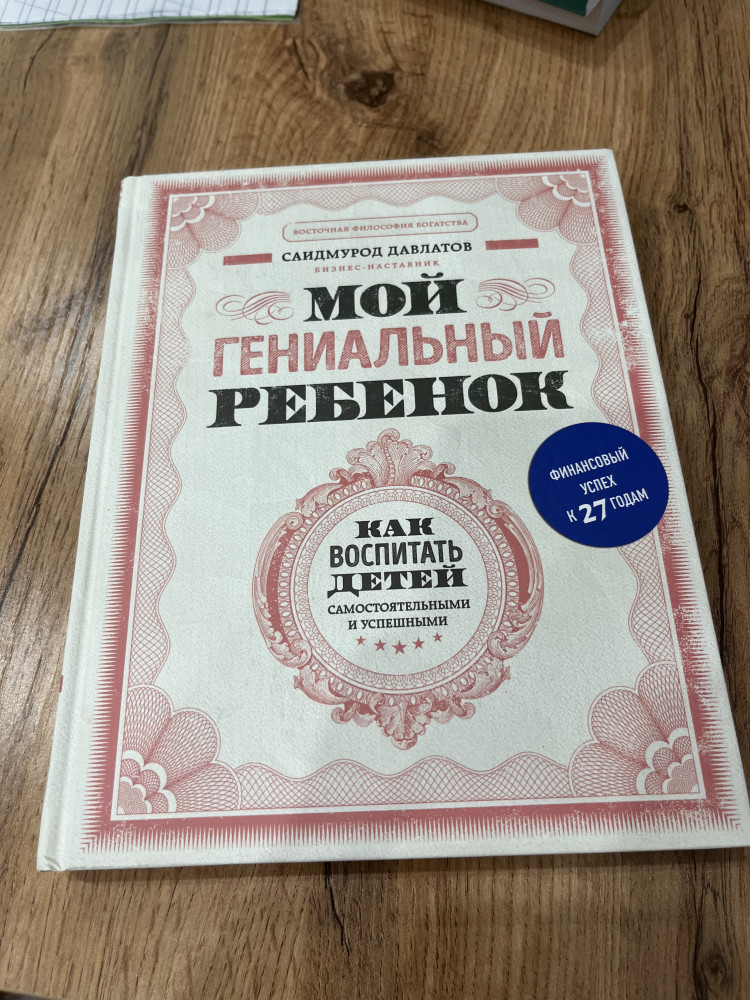 ВОСТОЧНАЯ ФИЛОСОФИЯ БОГАТСТВА
САИДМУРОД ДАВЛАТОВ
БИЗНЕС-НАСТАВНИК
МОЙ
ГЕНИАЛЬНЫЙ
РЕБЕНОК
ФИНАНСОВЫЙ
УСПЕХ
К 27 ГОДАМ
КАК
ВОСПИТАТЬ
ДЕТЕЙ
САМОСТОЯТЕЛЬНЫМИ
И УСПЕШНЫМИ